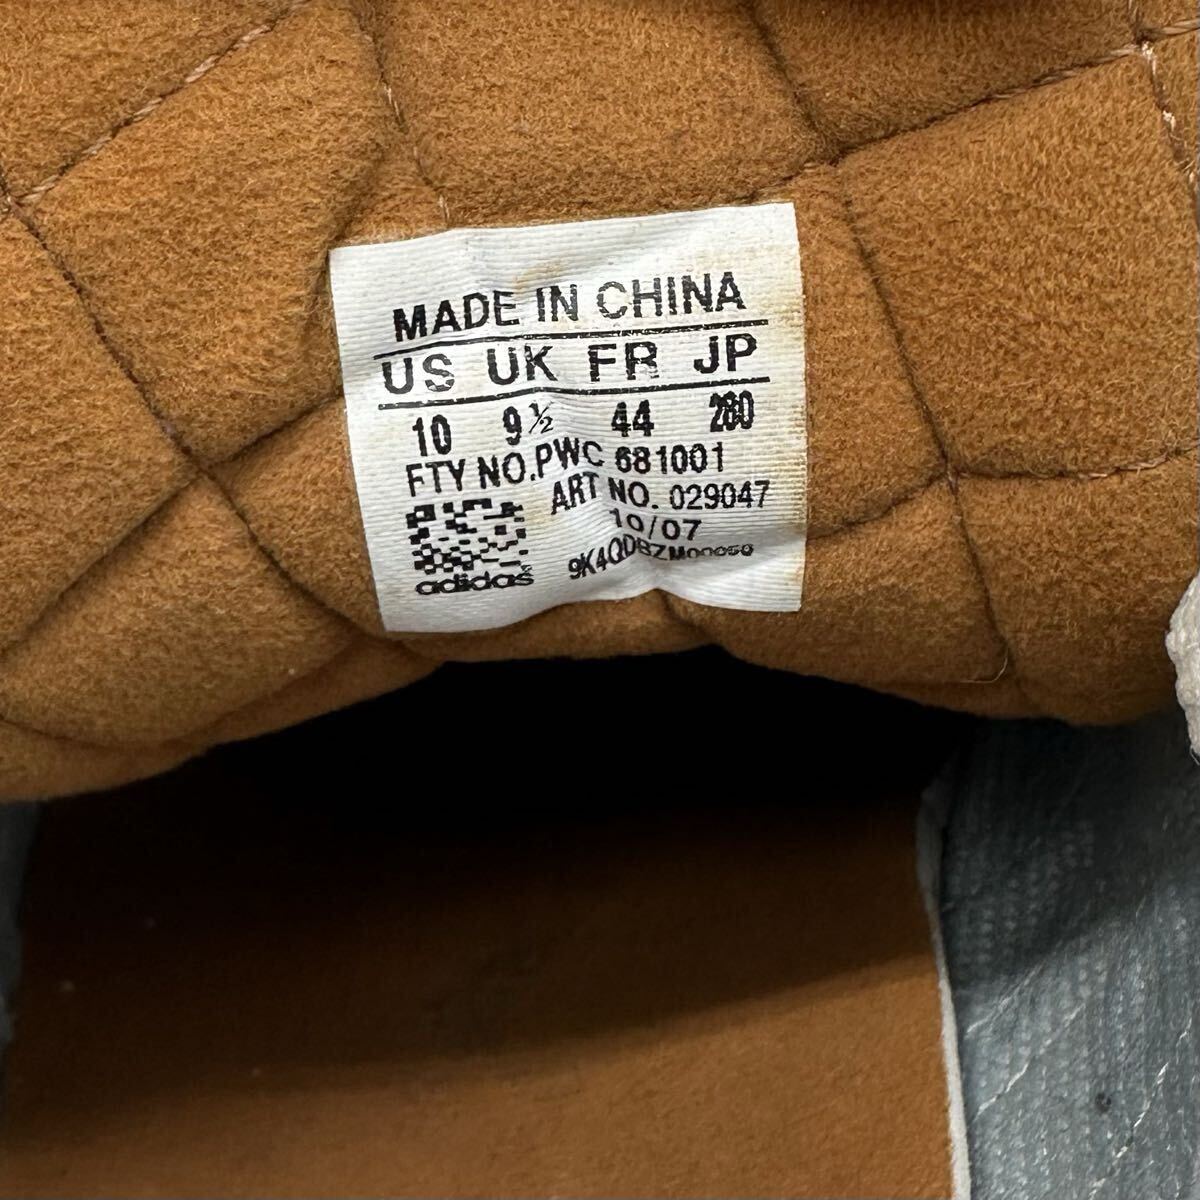 MADE IN CHINA
US UK FR JP
10 9½ 44 280
FTY NO.PWC 681001
ART NO. 029047
10/07
adidas